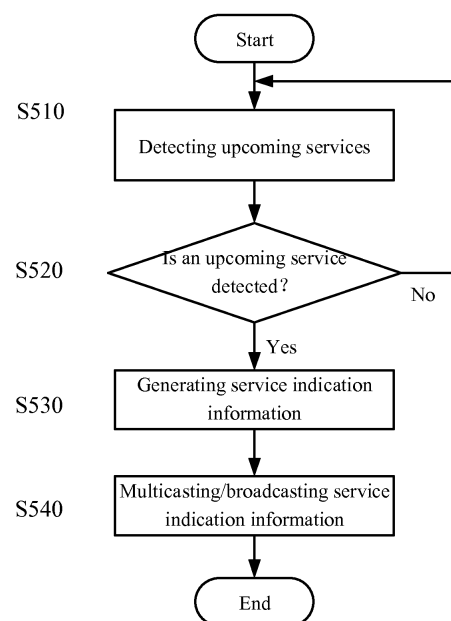 Start
S510
Detecting upcoming services
S520
Is an upcoming service
detected?
No
Yes
S530
Generating service indication
information
S540
Multicasting/broadcasting service
indication information
End